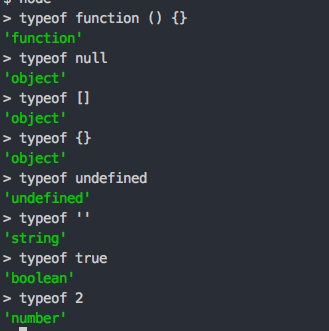 $ node
> typeof function () {}
'function'
> typeof null
'object'
> typeof []
'object'
> typeof {}
'object'
> typeof undefined
'undefined'
> typeof ''
'string'
> typeof true
'boolean'
> typeof 2
'number'